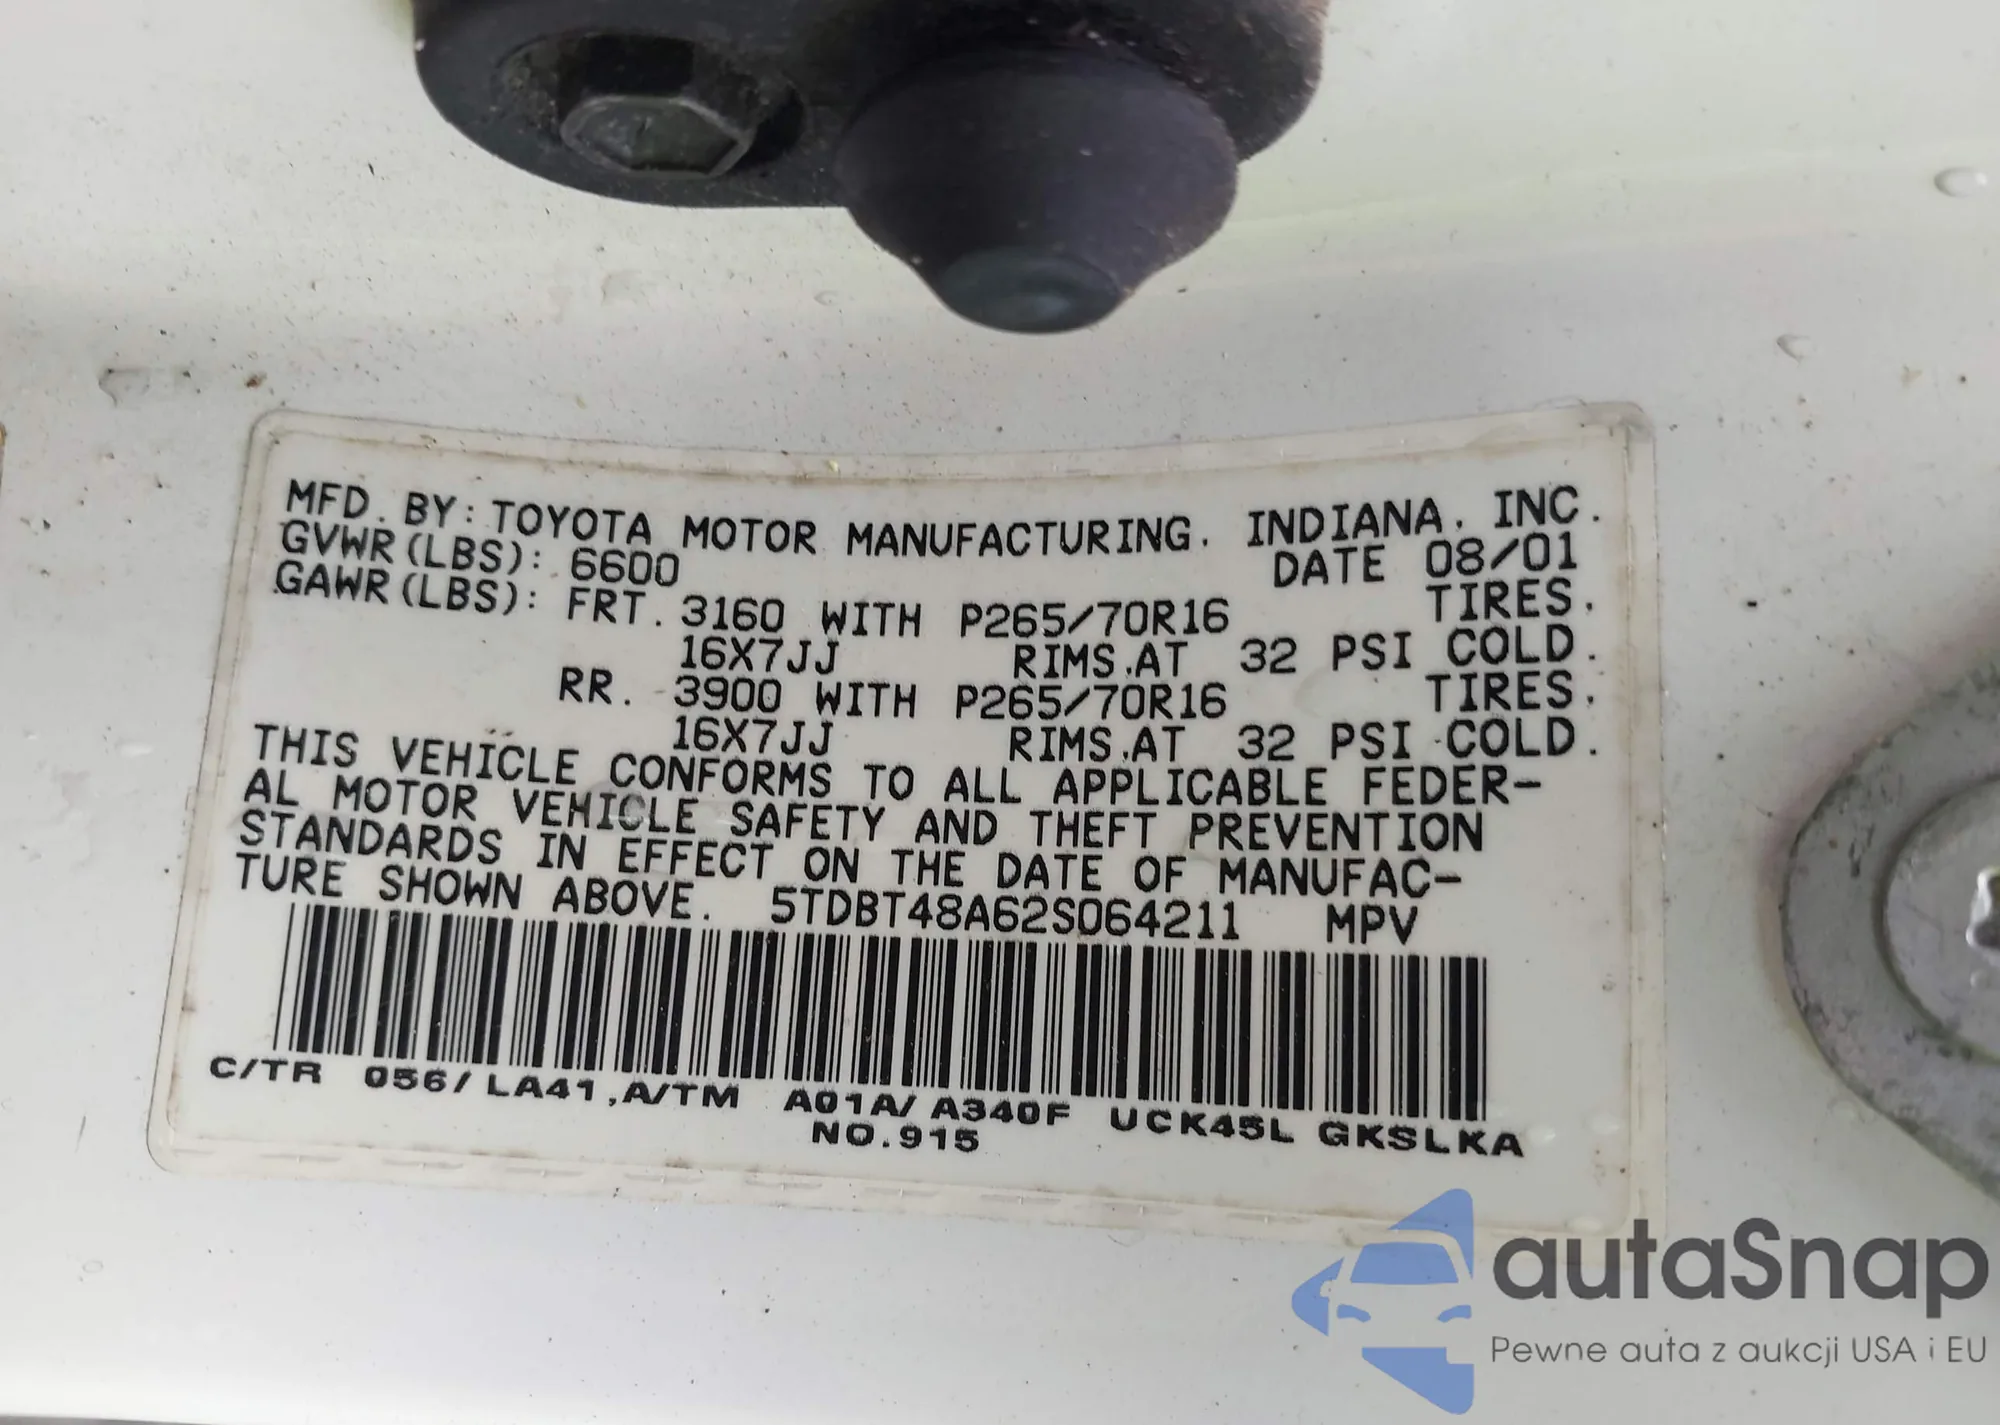 MFD. BY: TOYOTA MOTOR MANUFACTURING. INDIANA. INC.
GVWR(LBS): 6600 DATE 08/01
GAWR(LBS): FRT. 3160 WITH P265/70R16 TIRES.
16X7JJ RIMS.AT 32 PSI COLD.
RR. 3900 WITH P265/70R16 TIRES.
16X7JJ RIMS.AT 32 PSI COLD.
THIS VEHICLE CONFORMS TO ALL APPLICABLE FEDER-
AL MOTOR VEHICLE SAFETY AND THEFT PREVENTION
STANDARDS IN EFFECT ON THE DATE OF MANUFAC-
TURE SHOWN ABOVE. 5TDBT48A62S064211 MPV
C/TR 056/LA41,A/TM A01A/A340F UCK45L GKSLKA
NO.915
autaSnap
Pewne auta z aukcji USA i EU